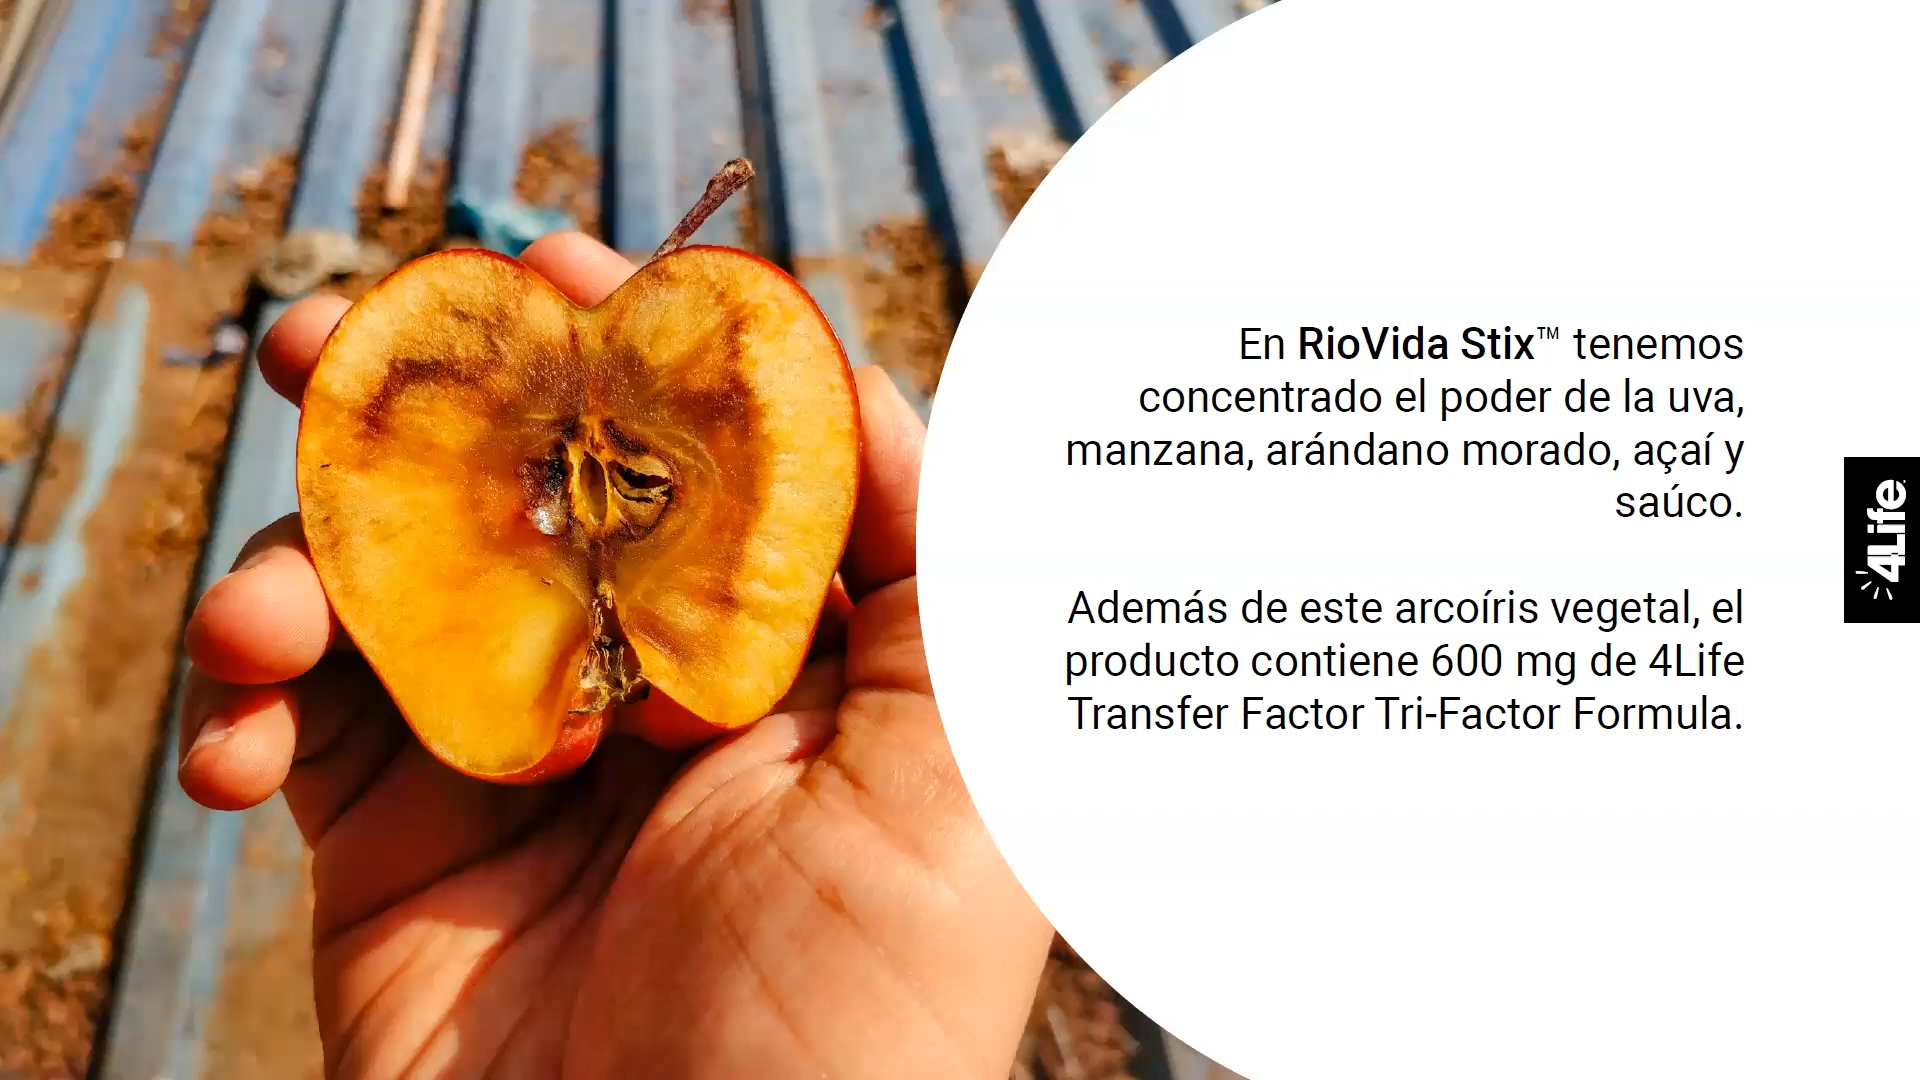 En RioVida Stix™ tenemos
concentrado el poder de la uva,
manzana, arándano morado, açaí y
saúco.
Además de este arcoíris vegetal, el
producto contiene 600 mg de 4Life
Transfer Factor Tri-Factor Formula.
4Life